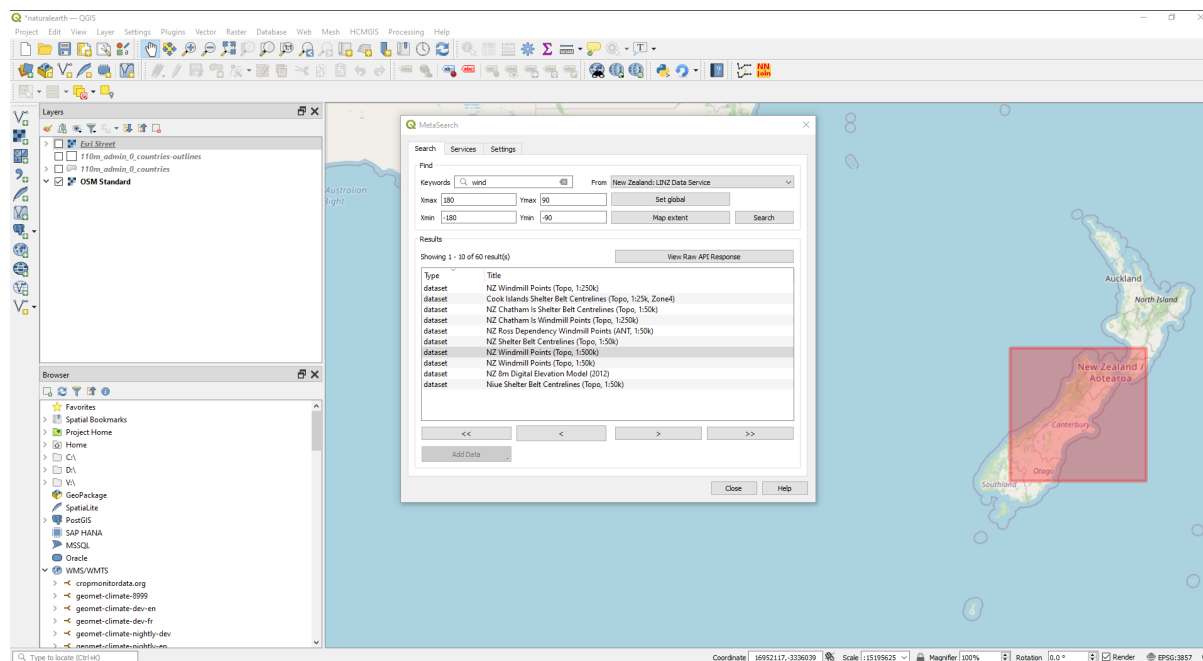 *naturalearth — QGIS
Project Edit View Layer Settings Plugins Vector Raster Database Web Mesh HCMGIS Processing Help
NN
join
Layers
Esri Street
110m_admin_0_countries-outlines
110m_admin_0_countries
OSM Standard
Browser
Favorites
Spatial Bookmarks
Project Home
Home
C:\
D:\
V:\
GeoPackage
SpatiaLite
PostGIS
SAP HANA
MSSQL
Oracle
WMS/WMTS
cropmonitordata.org
geomet-climate-8999
geomet-climate-dev-en
geomet-climate-dev-fr
geomet-climate-nightly-dev
geomet-climate-nightly-en
MetaSearch
Search Services Settings
Find
Keywords wind From New Zealand: LINZ Data Service
Xmax 180 Ymax 90 Set global
Xmin -180 Ymin -90 Map extent Search
Results
Showing 1 - 10 of 60 result(s) View Raw API Response
Type Title
dataset NZ Windmill Points (Topo, 1:250k)
dataset Cook Islands Shelter Belt Centrelines (Topo, 1:25k, Zone4)
dataset NZ Chatham Is Shelter Belt Centrelines (Topo, 1:50k)
dataset NZ Chatham Is Windmill Points (Topo, 1:250k)
dataset NZ Ross Dependency Windmill Points (ANT, 1:50k)
dataset NZ Shelter Belt Centrelines (Topo, 1:50k)
dataset NZ Windmill Points (Topo, 1:500k)
dataset NZ Windmill Points (Topo, 1:50k)
dataset NZ 8m Digital Elevation Model (2012)
dataset Niue Shelter Belt Centrelines (Topo, 1:50k)
<< < > >>
Add Data
Close Help
Australian
Bight
Auckland
North Island
New Zealand /
Aotearoa
Canterbury
Otago
Southland
Type to locate (Ctrl+K)
Coordinate 16952117,-3336039 Scale 1:15195625 Magnifier 100% Rotation 0.0 ° Render EPSG:3857